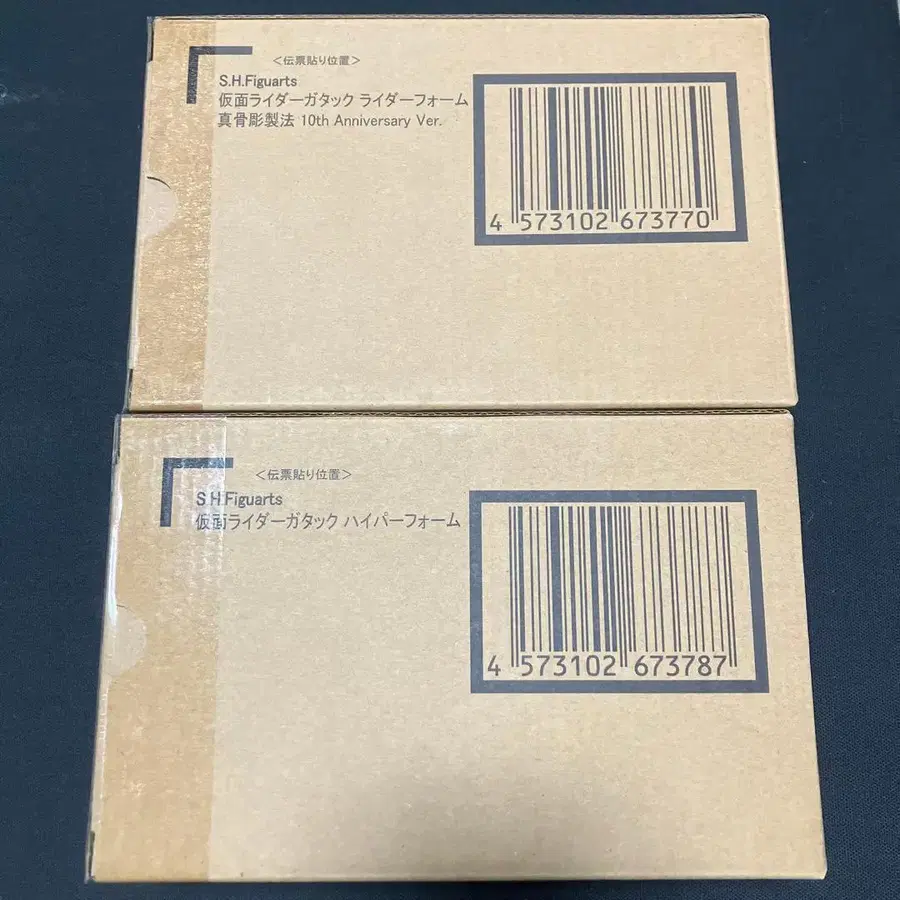 <伝票貼り位置>
S.H.Figuarts
仮面ライダーガタック ライダーフォーム
真骨彫製法 10th Anniversary Ver.
4 573102 673770
<伝票貼り位置>
S.H.Figuarts
仮面ライダーガタック ハイパーフォーム
4 573102 673787